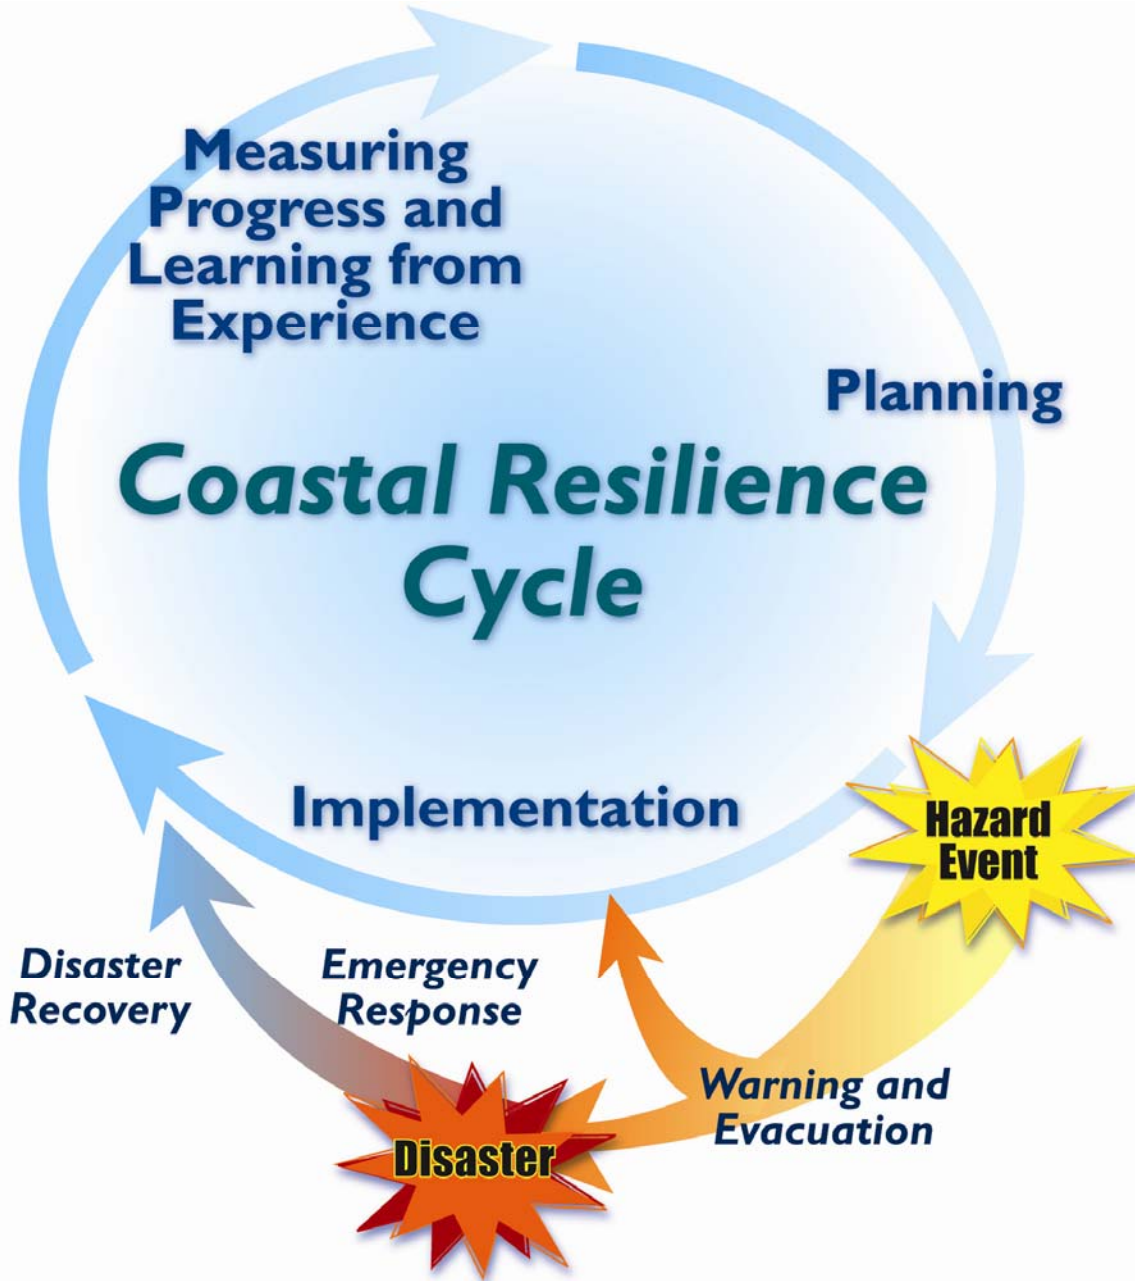 Measuring
Progress and
Learning from
Experience
Planning
Coastal Resilience
Cycle
Implementation
Hazard
Event
Disaster
Recovery
Emergency
Response
Warning and
Evacuation
Disaster